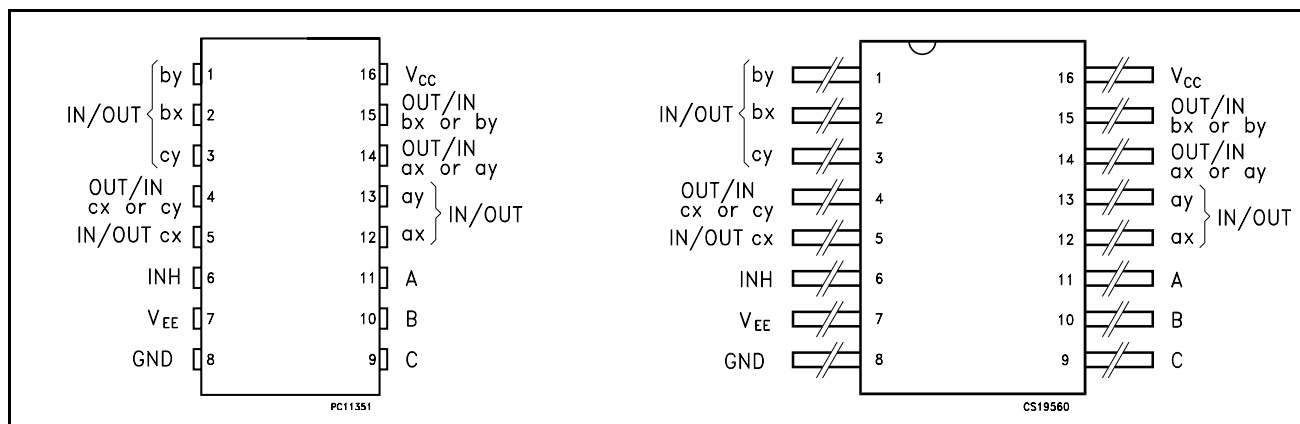 by 1 16 VCC
IN/OUT bx 2 15 OUT/IN
bx or by
cy 3 14 OUT/IN
ax or ay
OUT/IN
cx or cy 4 13 ay IN/OUT
IN/OUT cx 5 12 ax
INH 6 11 A
VEE 7 10 B
GND 8 9 C
PC11351
by 1 16 VCC
IN/OUT bx 2 15 OUT/IN
bx or by
cy 3 14 OUT/IN
ax or ay
OUT/IN
cx or cy 4 13 ay IN/OUT
IN/OUT cx 5 12 ax
INH 6 11 A
VEE 7 10 B
GND 8 9 C
CS19560